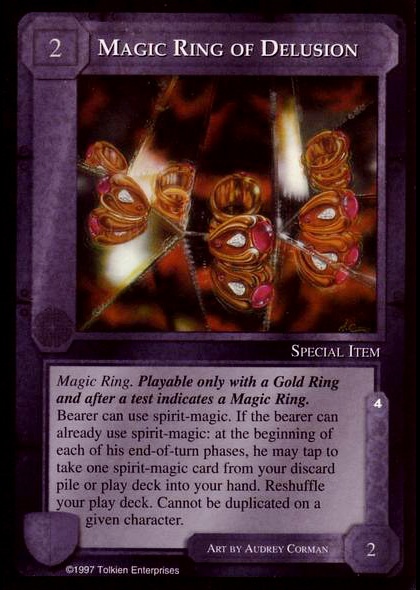 2
MAGIC RING OF DELUSION
SPECIAL ITEM
Magic Ring. Playable only with a Gold Ring
and after a test indicates a Magic Ring.
Bearer can use spirit-magic. If the bearer can
already use spirit-magic: at the beginning of
each of his end-of-turn phases, he may tap to
take one spirit-magic card from your discard
pile or play deck into your hand. Reshuffle
your play deck. Cannot be duplicated on a
given character.
4
ART BY AUDREY CORMAN
2
©1997 Tolkien Enterprises